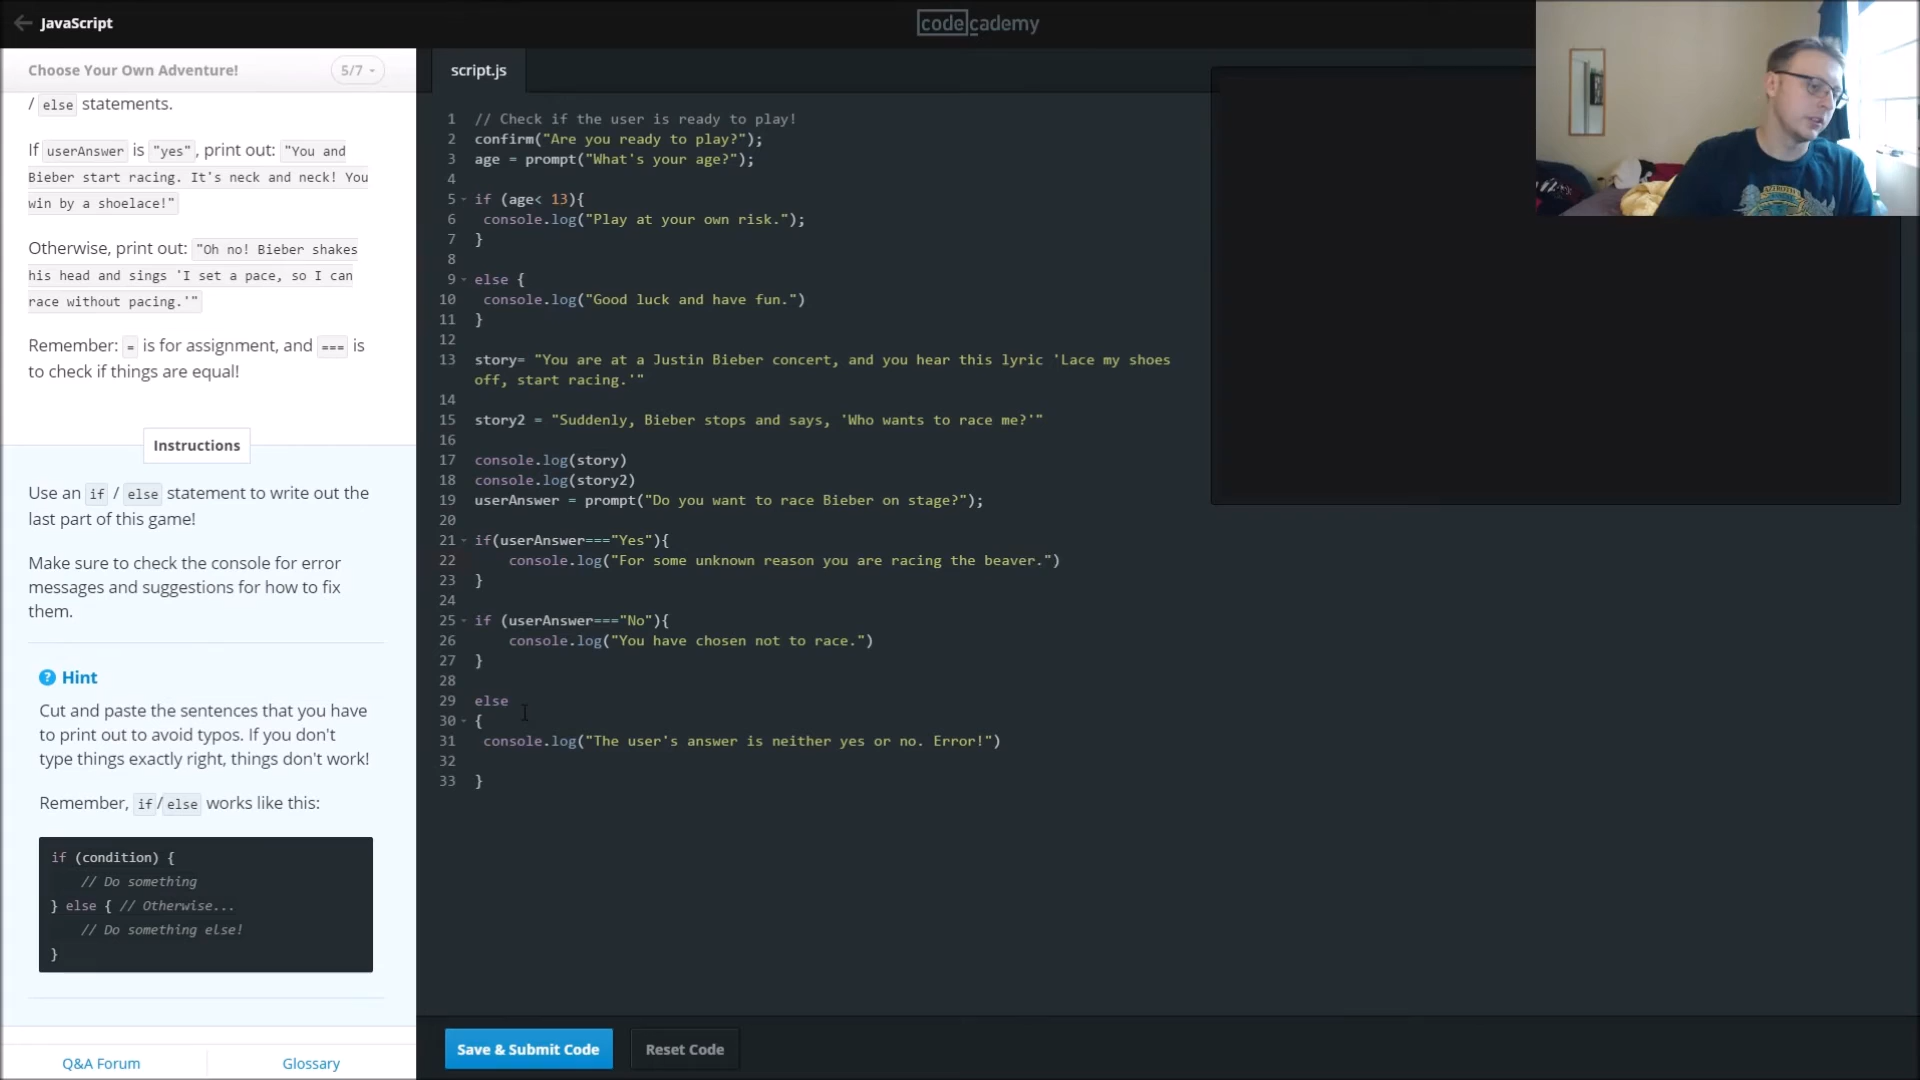 JavaScript
codecademy
Choose Your Own Adventure!
5/7
script.js
/ else statements.
If userAnswer is "yes", print out: "You and
Bieber start racing. It's neck and neck! You
win by a shoelace!"
Otherwise, print out: "Oh no! Bieber shakes
his head and sings 'I set a pace, so I can
race without pacing.'"
Remember: = is for assignment, and === is
to check if things are equal!
Instructions
Use an if / else statement to write out the
last part of this game!
Make sure to check the console for error
messages and suggestions for how to fix
them.
? Hint
Cut and paste the sentences that you have
to print out to avoid typos. If you don't
type things exactly right, things don't work!
Remember, if/else works like this:
if (condition) {
// Do something
} else { // Otherwise...
// Do something else!
}
Q&A Forum
Glossary
1 // Check if the user is ready to play!
2 confirm("Are you ready to play?");
3 age = prompt("What's your age?");
4
5 if (age< 13){
6 console.log("Play at your own risk.");
7 }
8
9 else {
10 console.log("Good luck and have fun.")
11 }
12
13 story= "You are at a Justin Bieber concert, and you hear this lyric 'Lace my shoes
off, start racing.'"
14
15 story2 = "Suddenly, Bieber stops and says, 'Who wants to race me?'"
16
17 console.log(story)
18 console.log(story2)
19 userAnswer = prompt("Do you want to race Bieber on stage?");
20
21 if(userAnswer==="Yes"){
22 console.log("For some unknown reason you are racing the beaver.")
23 }
24
25 if (userAnswer==="No"){
26 console.log("You have chosen not to race.")
27 }
28
29 else
30 {
31 console.log("The user's answer is neither yes or no. Error!")
32
33 }
Save & Submit Code
Reset Code